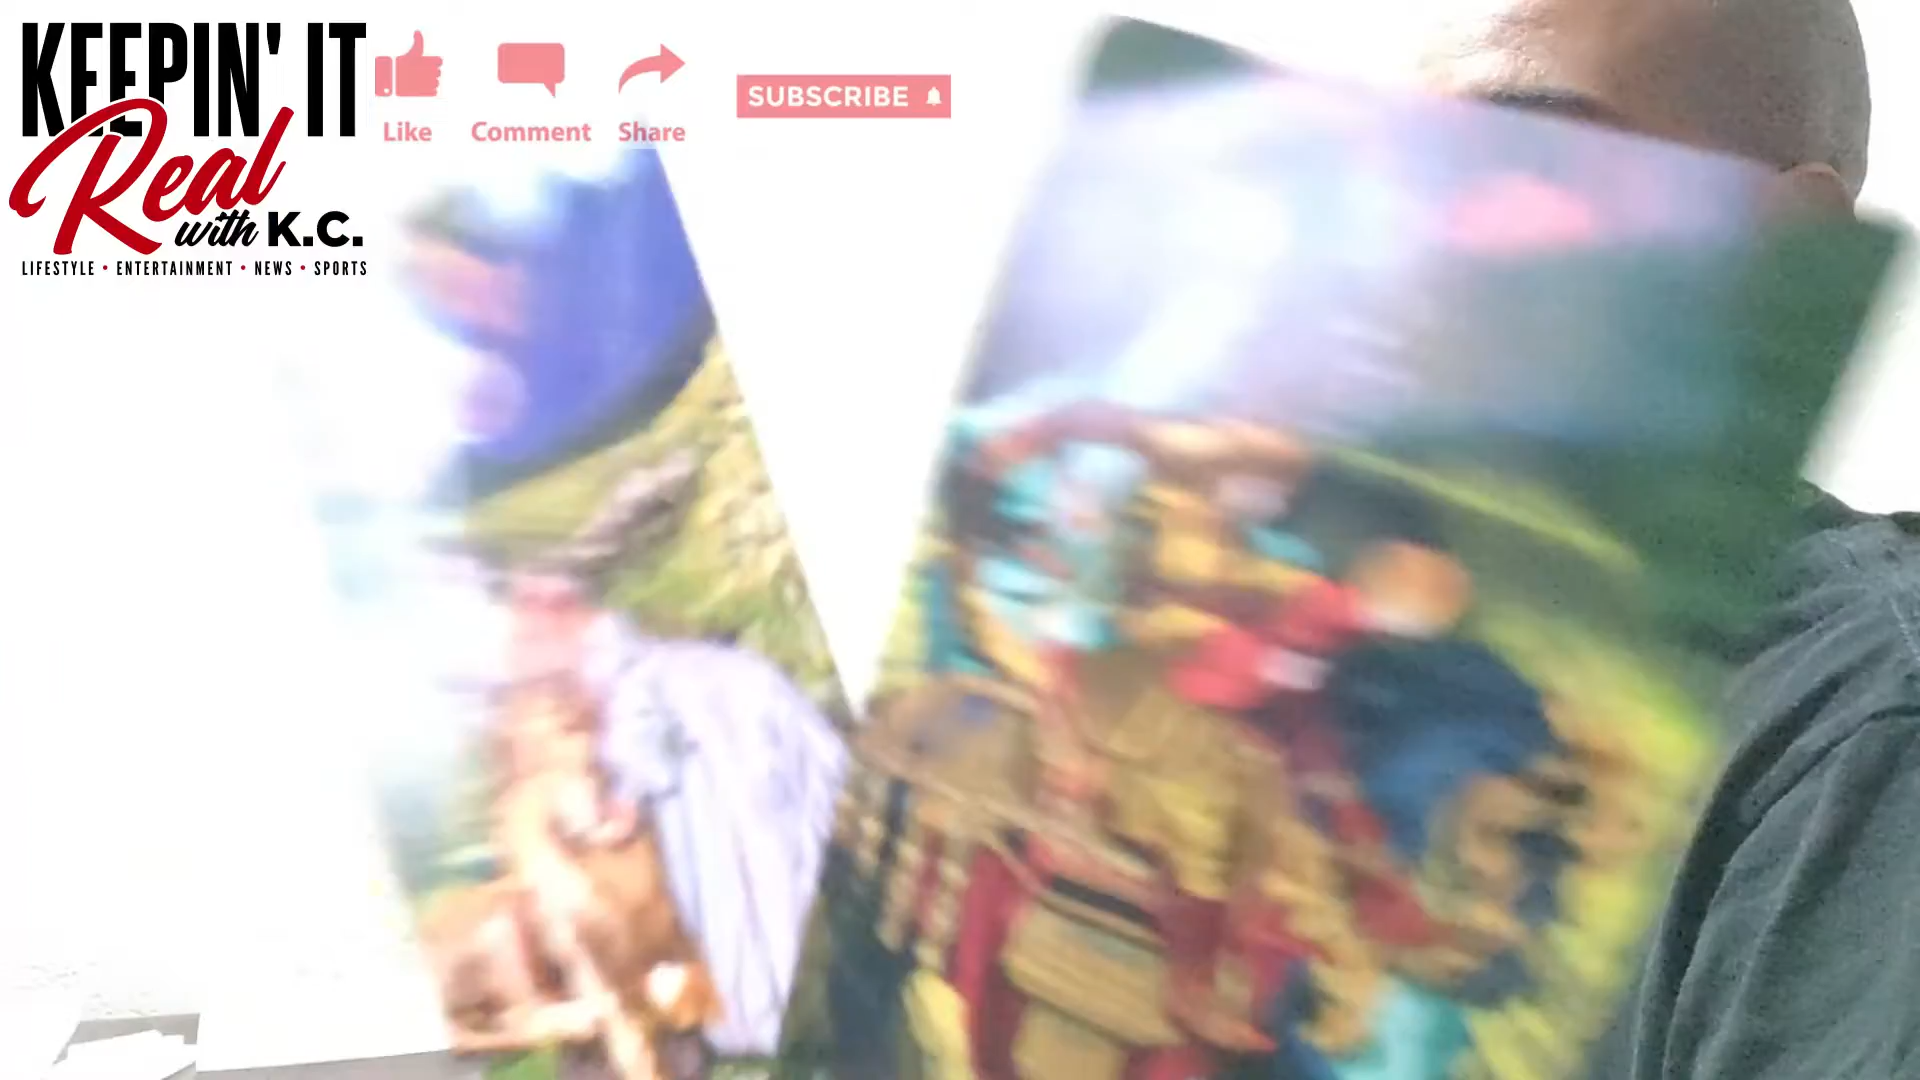 KEEPIN' IT
Real
with K.C.
LIFESTYLE • ENTERTAINMENT • NEWS • SPORTS
Like
Comment
Share
SUBSCRIBE